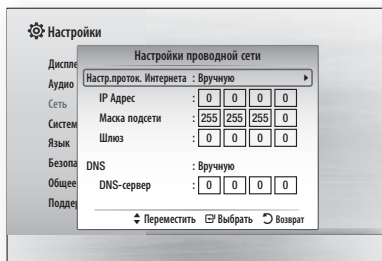 Настройки
Настройки проводной сети
Диспле
Настр.проток. Интернета : Вручную
Аудио
IP Адрес : 0 0 0 0
Сеть
Маска подсети : 255 255 255 0
Систем
Шлюз : 0 0 0 0
Язык
Безопа
DNS : Вручную
Общее
DNS-сервер : 0 0 0 0
Поддер
Переместить Выбрать Возврат